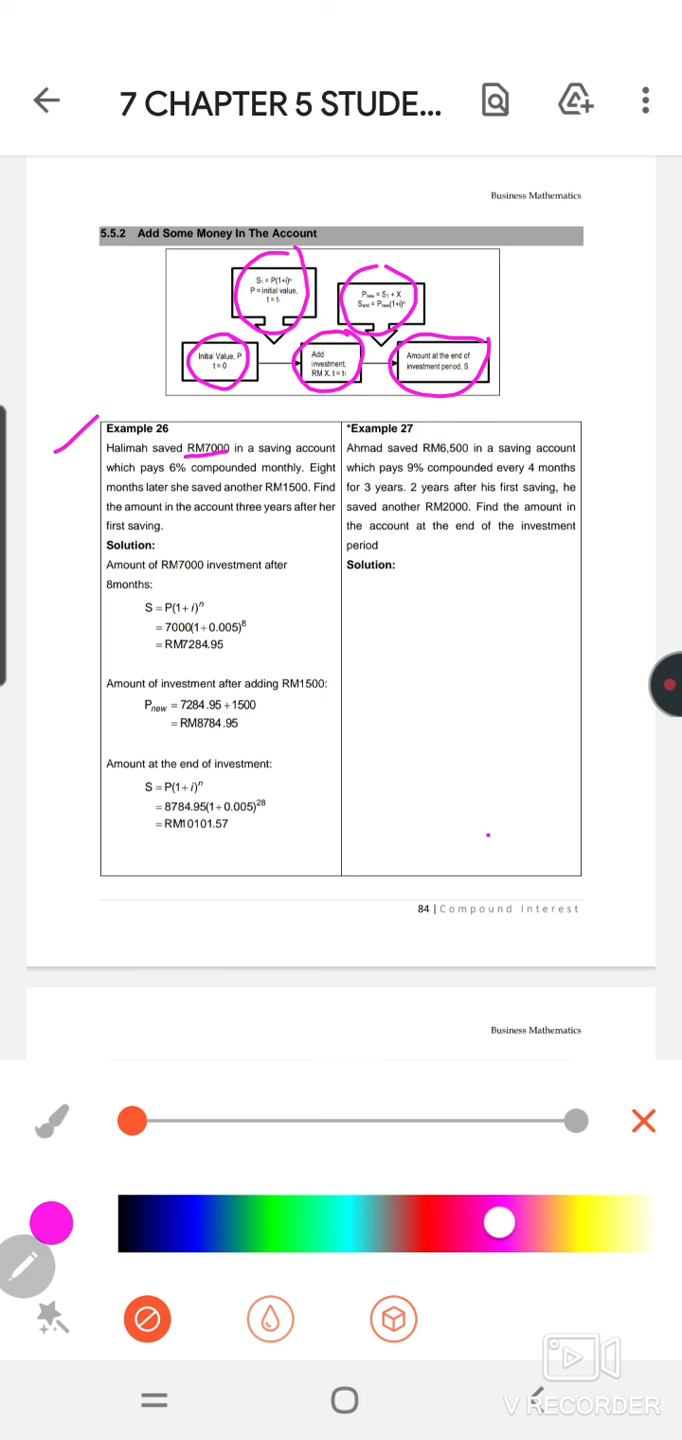 7 CHAPTER 5 STUDE...
Business Mathematics
5.5.2 Add Some Money In The Account
S₁ = P(1+i)ⁿ
P = initial value,
t = t₁
Pnew = S₁ + X
Send = Pnew(1+i)ⁿ
Initial Value, P
t = 0
Add
investment,
RM X, t = t₁
Amount at the end of
investment period, S
Example 26
Halimah saved RM7000 in a saving account
which pays 6% compounded monthly. Eight
months later she saved another RM1500. Find
the amount in the account three years after her
first saving.
Solution:
Amount of RM7000 investment after
8months:
S = P(1+i)ⁿ
= 7000(1+0.005)⁸
= RM7284.95
Amount of investment after adding RM1500:
Pnew = 7284.95 + 1500
= RM8784.95
Amount at the end of investment:
S = P(1+i)ⁿ
= 8784.95(1+0.005)²⁸
= RM10101.57
*Example 27
Ahmad saved RM6,500 in a saving account
which pays 9% compounded every 4 months
for 3 years. 2 years after his first saving, he
saved another RM2000. Find the amount in
the account at the end of the investment
period
Solution:
84 | Compound Interest
Business Mathematics
V RECORDER